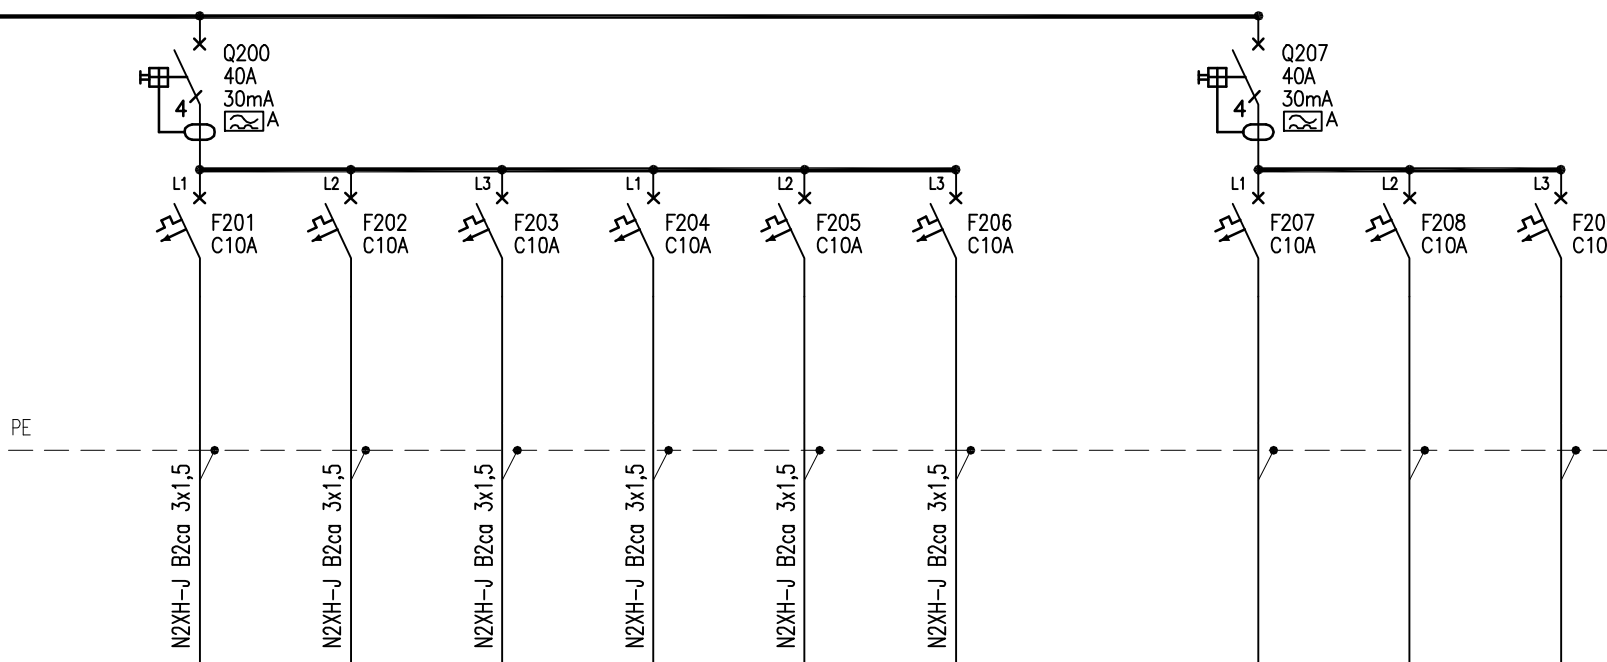 Q200
40A
30mA
A
4
Q207
40A
30mA
A
4
L1
L2
L3
L1
L2
L3
L1
L2
L3
F201
C10A
F202
C10A
F203
C10A
F204
C10A
F205
C10A
F206
C10A
F207
C10A
F208
C10A
F20
C10
PE
N2XH-J B2ca 3x1,5
N2XH-J B2ca 3x1,5
N2XH-J B2ca 3x1,5
N2XH-J B2ca 3x1,5
N2XH-J B2ca 3x1,5
N2XH-J B2ca 3x1,5